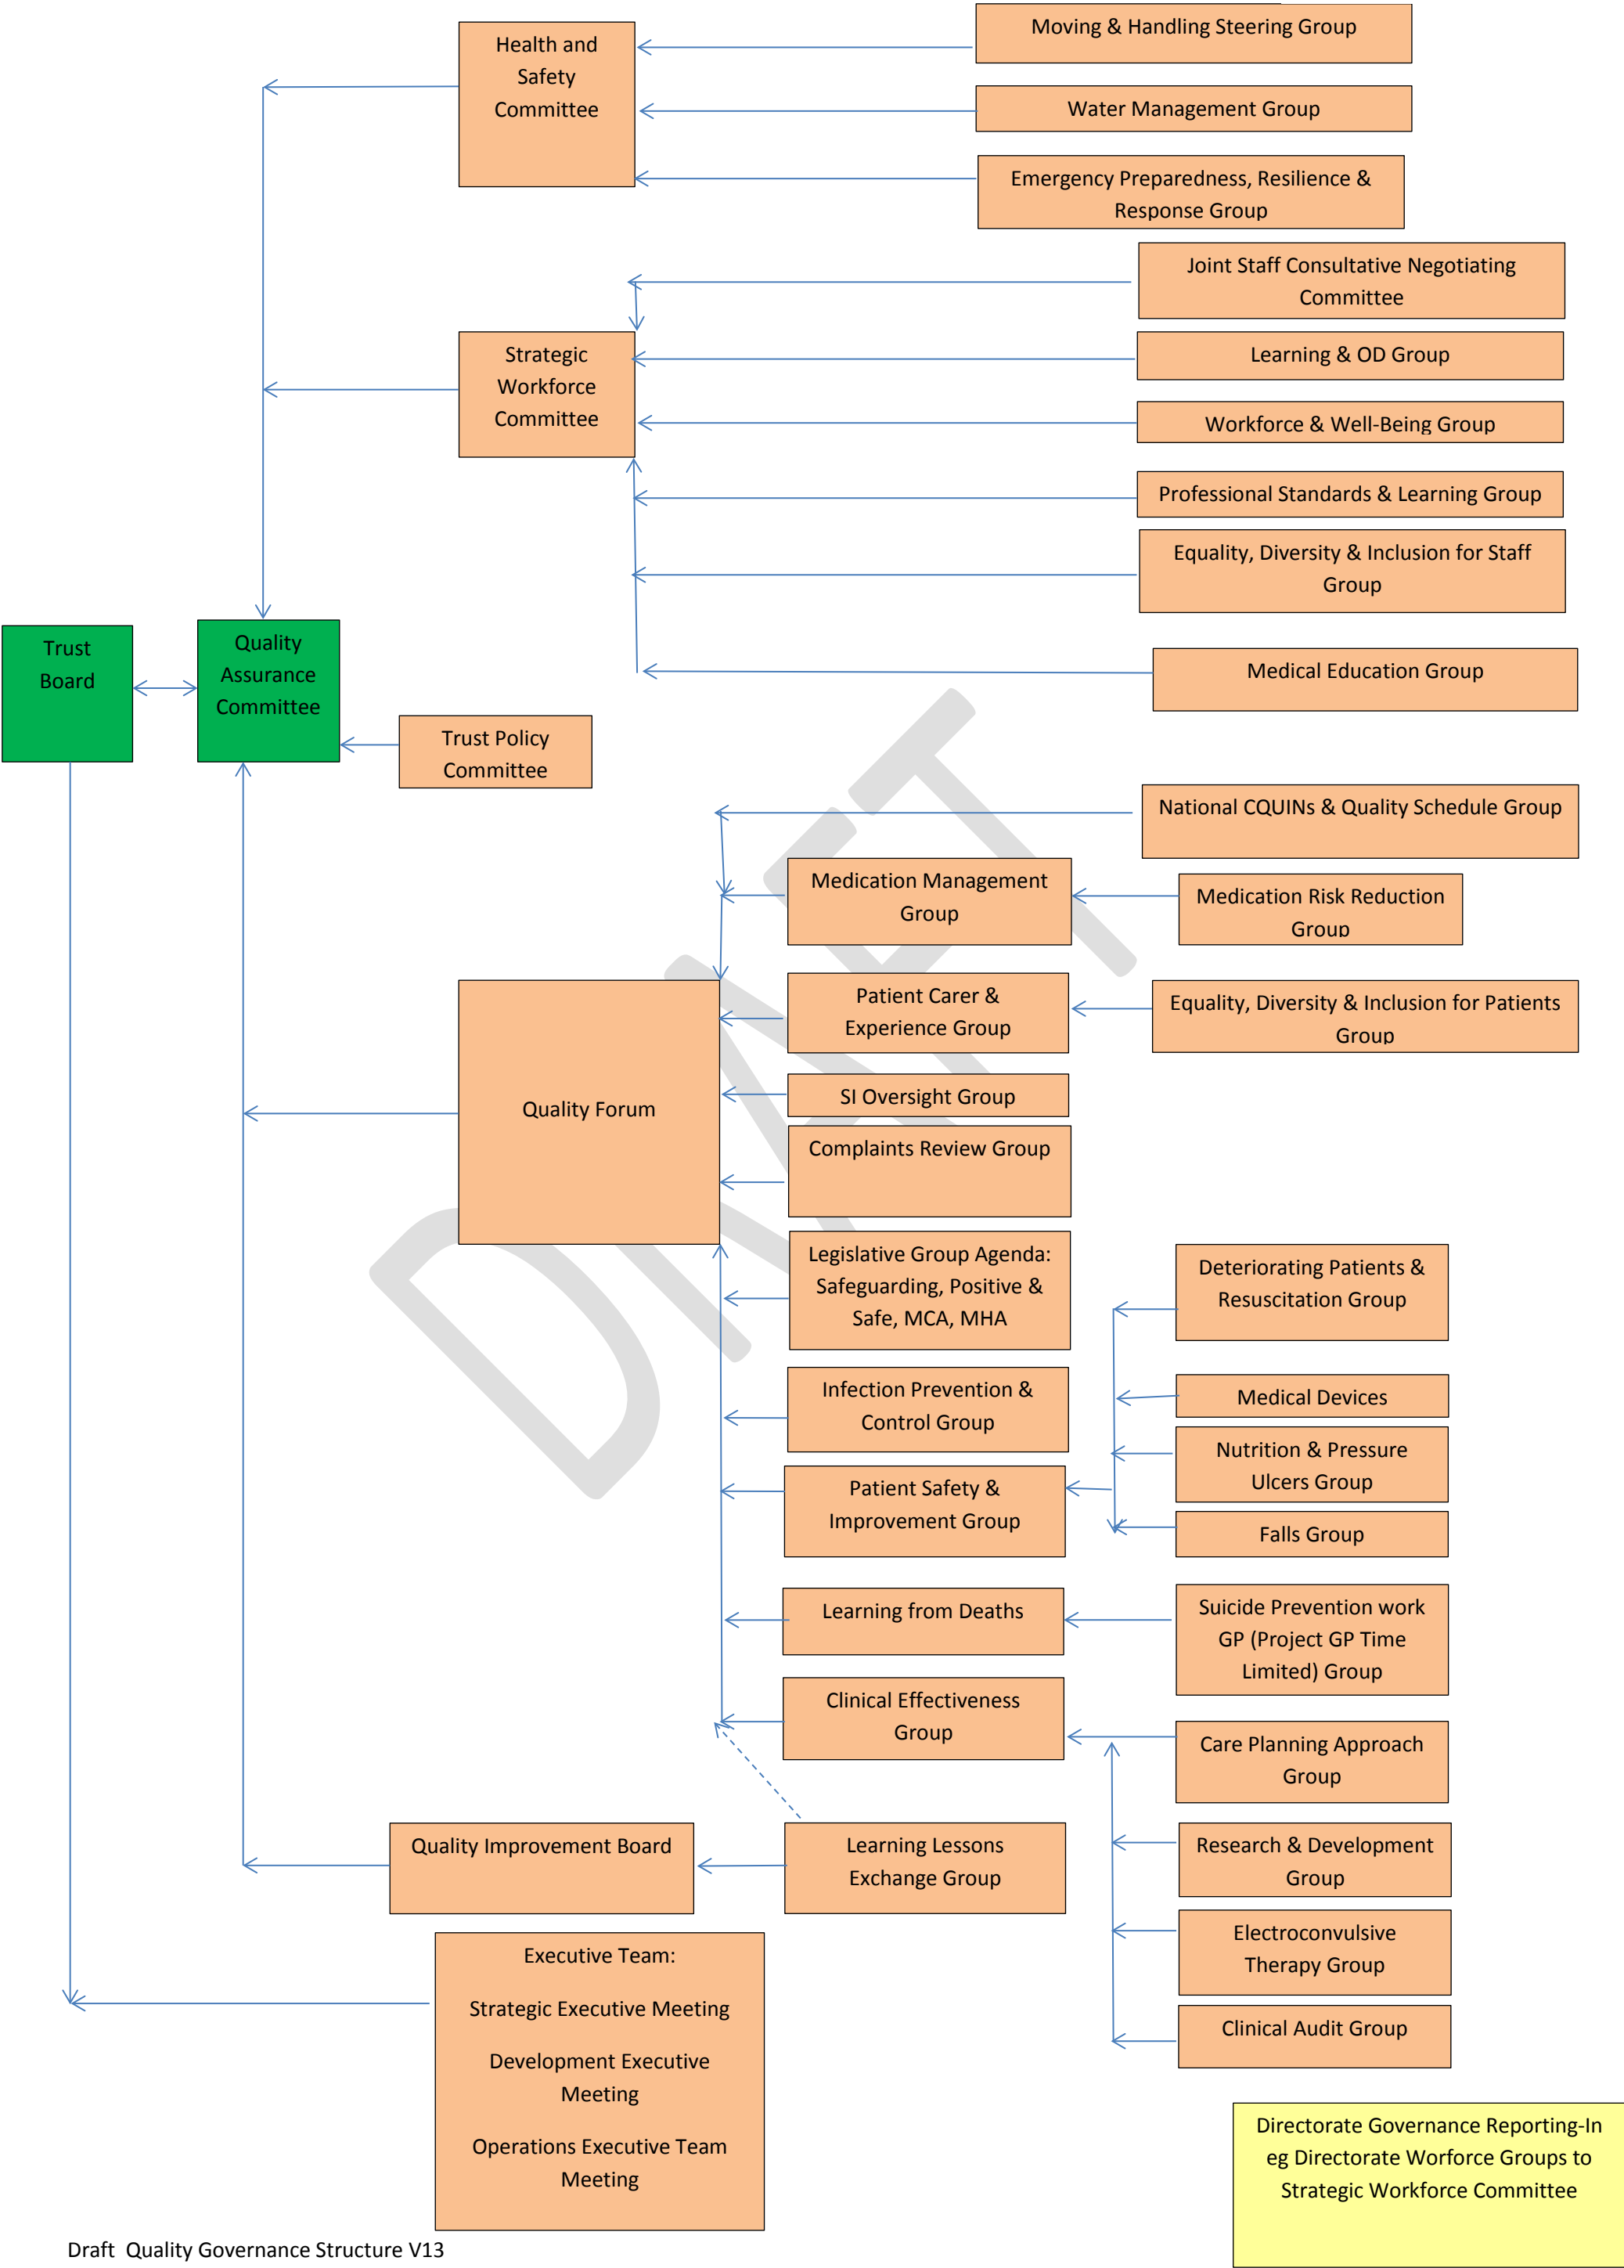 Moving & Handling Steering Group
Health and
Safety
Committee
Water Management Group
Emergency Preparedness, Resilience &
Response Group
Joint Staff Consultative Negotiating
Committee
Strategic
Workforce
Committee
Learning & OD Group
Workforce & Well-Being Group
Professional Standards & Learning Group
Equality, Diversity & Inclusion for Staff
Group
Medical Education Group
Trust
Board
Quality
Assurance
Committee
Trust Policy
Committee
National CQUINs & Quality Schedule Group
Medication Management
Group
Medication Risk Reduction
Group
Patient Carer &
Experience Group
Equality, Diversity & Inclusion for Patients
Group
Quality Forum
SI Oversight Group
Complaints Review Group
Legislative Group Agenda:
Safeguarding, Positive &
Safe, MCA, MHA
Deteriorating Patients &
Resuscitation Group
Infection Prevention &
Control Group
Medical Devices
Nutrition & Pressure
Ulcers Group
Patient Safety &
Improvement Group
Falls Group
Learning from Deaths
Suicide Prevention work
GP (Project GP Time
Limited) Group
Clinical Effectiveness
Group
Care Planning Approach
Group
Quality Improvement Board
Learning Lessons
Exchange Group
Research & Development
Group
Electroconvulsive
Therapy Group
Clinical Audit Group
Executive Team:
Strategic Executive Meeting
Development Executive
Meeting
Operations Executive Team
Meeting
Directorate Governance Reporting-In
eg Directorate Worforce Groups to
Strategic Workforce Committee
Draft Quality Governance Structure V13
DRAFT